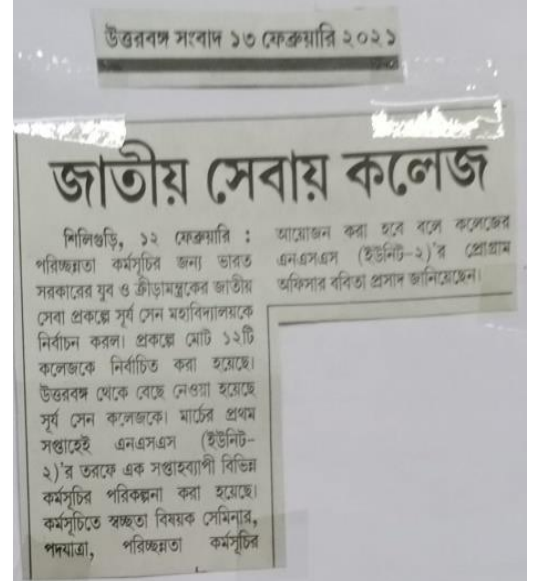 উত্তরবঙ্গ সংবাদ ১৩ ফেব্রুয়ারি ২০২১
জাতীয় সেবায় কলেজ
শিলিগুড়ি, ১২ ফেব্রুয়ারি :
পরিচ্ছন্নতা কর্মসূচির জন্য ভারত
সরকারের যুব ও ক্রীড়ামন্ত্রকের জাতীয়
সেবা প্রকল্পে সূর্য সেন মহাবিদ্যালয়কে
নির্বাচন করল। প্রকল্পে মোট ১২টি
কলেজকে নির্বাচিত করা হয়েছে।
উত্তরবঙ্গ থেকে বেছে নেওয়া হয়েছে
সূর্য সেন কলেজকে। মার্চের প্রথম
সপ্তাহেই এনএসএস (ইউনিট-
২)'র তরফে এক সপ্তাহব্যাপী বিভিন্ন
কর্মসূচির পরিকল্পনা করা হয়েছে।
কর্মসূচিতে স্বচ্ছতা বিষয়ক সেমিনার,
পদযাত্রা, পরিচ্ছন্নতা কর্মসূচির
আয়োজন করা হবে বলে কলেজের
এনএসএস (ইউনিট-২)'র প্রোগ্রাম
অফিসার ববিতা প্রসাদ জানিয়েছেন।